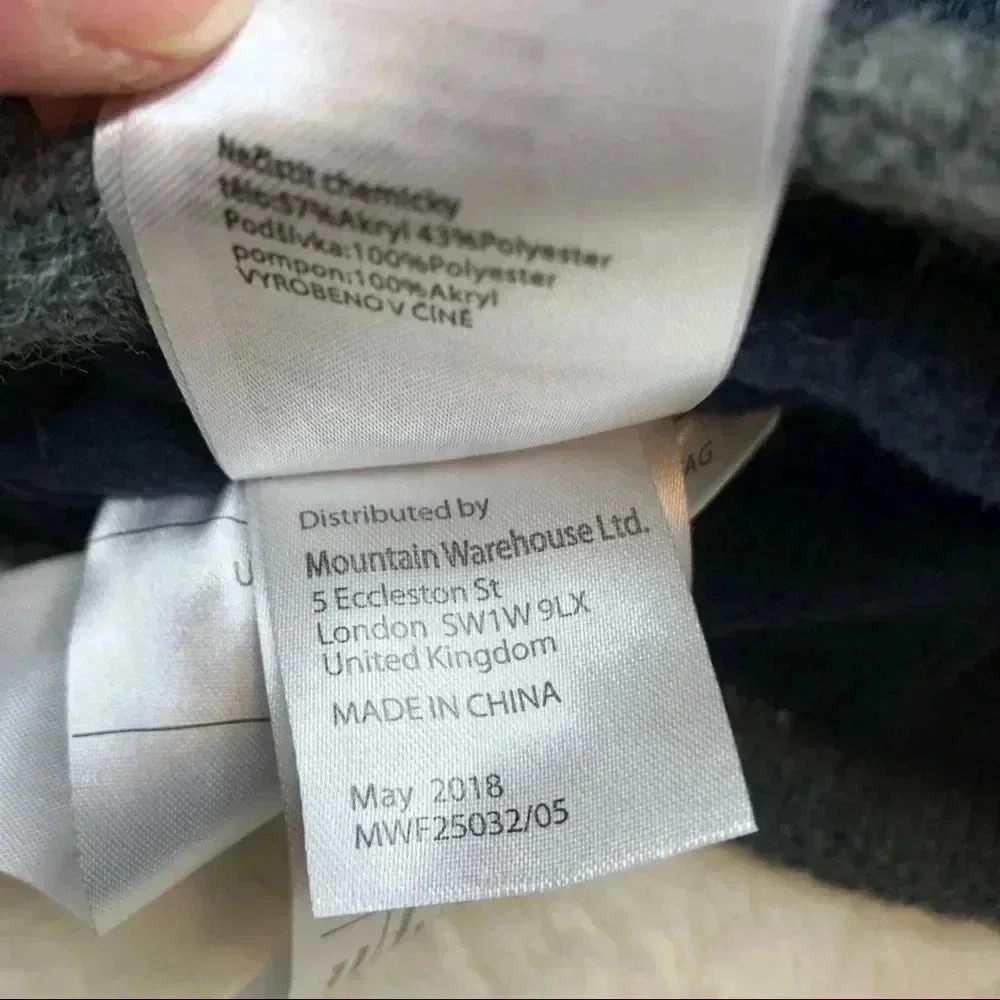 Nečistit chemicky
tělo:57%Akryl 43%Polyester
Podšívka:100%Polyester
pompon:100%Akryl
VYROBENO V ČÍNĚ
AG
Distributed by
Mountain Warehouse Ltd.
U
5 Eccleston St
London SW1W 9LX
United Kingdom
MADE IN CHINA
May 2018
MWF25032/05